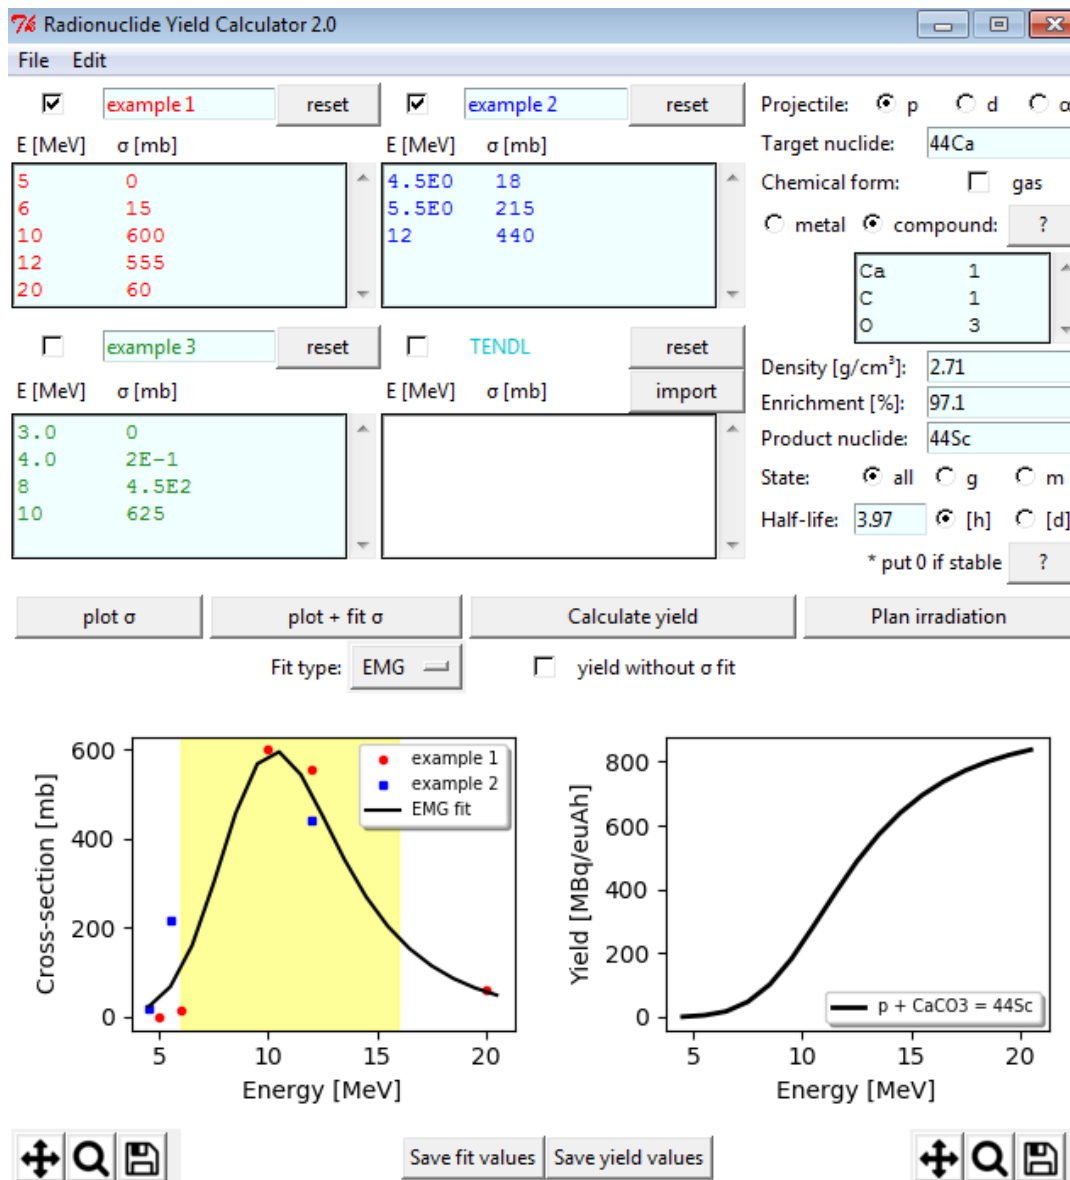 Radionuclide Yield Calculator 2.0
File Edit
example 1 reset example 2 reset Projectile: p d α
E [MeV] σ [mb] E [MeV] σ [mb] Target nuclide: 44Ca
5 0 4.5E0 18 Chemical form: gas
6 15 5.5E0 215
10 600 12 440 metal compound: ?
12 555 Ca 1
20 60 C 1
O 3
example 3 reset TENDL reset
Density [g/cm³]: 2.71
E [MeV] σ [mb] E [MeV] σ [mb] import
Enrichment [%]: 97.1
3.0 0 Product nuclide: 44Sc
4.0 2E-1
8 4.5E2 State: all g m
10 625 Half-life: 3.97 [h] [d]
* put 0 if stable ?
plot σ plot + fit σ Calculate yield Plan irradiation
Fit type: EMG yield without σ fit
Cross-section [mb]
600
400
200
0
5 10 15 20
Energy [MeV]
example 1
example 2
EMG fit
Yield [MBq/euAh]
800
600
400
200
0
5 10 15 20
Energy [MeV]
p + CaCO3 = 44Sc
Save fit values Save yield values